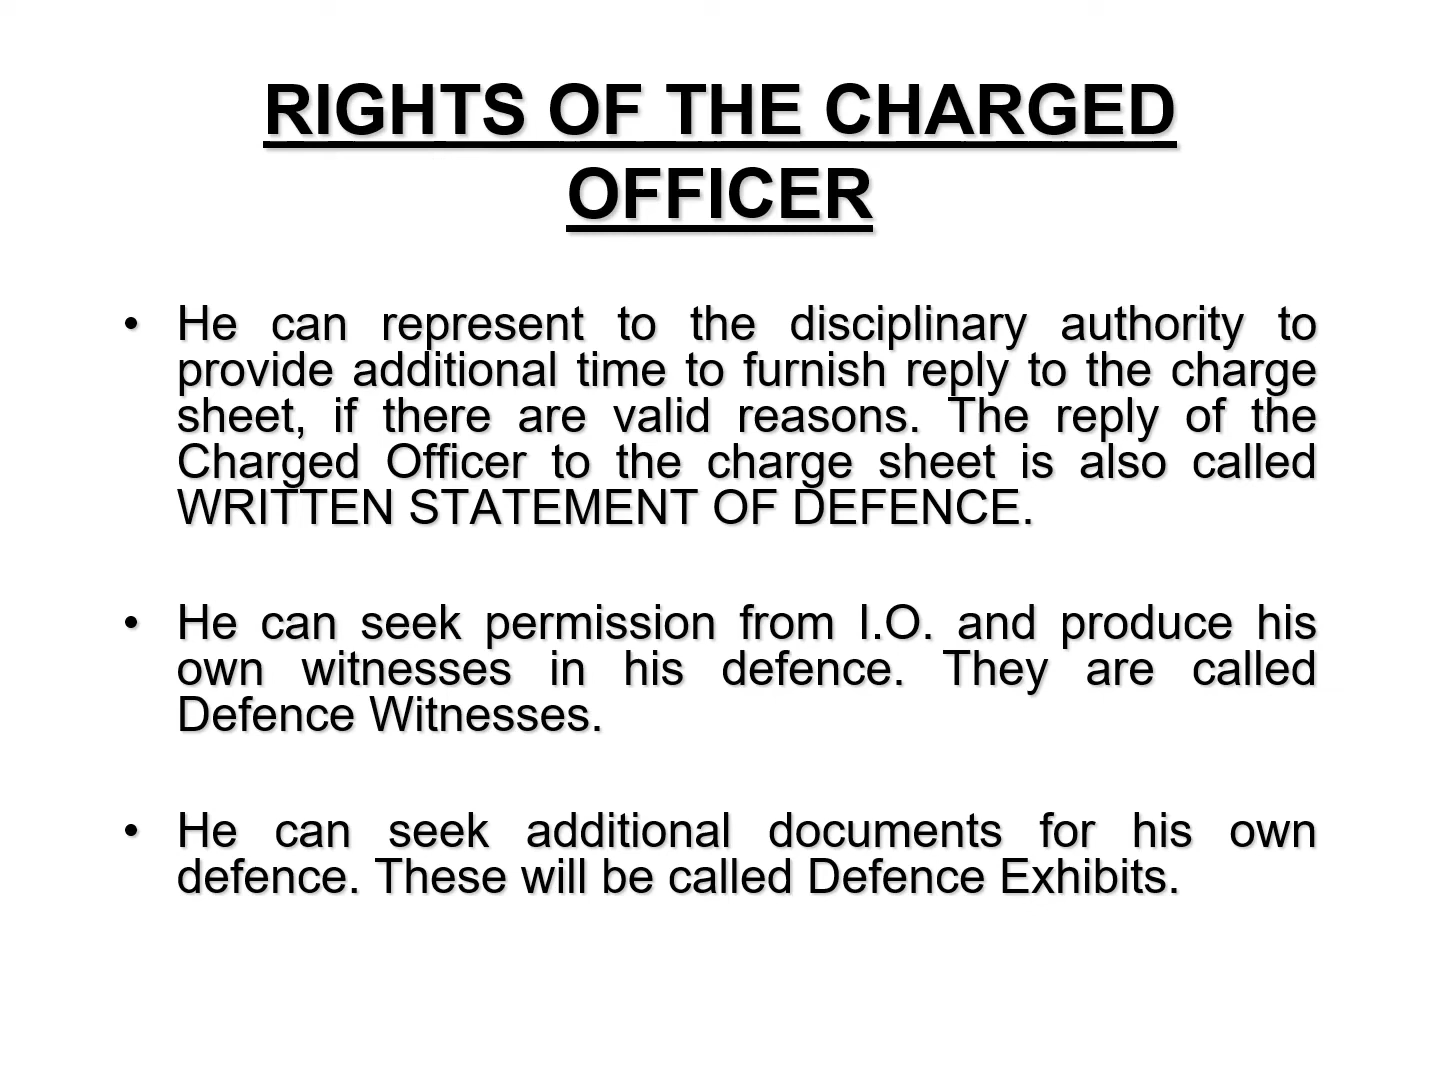 RIGHTS OF THE CHARGED
OFFICER
• He can represent to the disciplinary authority to
provide additional time to furnish reply to the charge
sheet, if there are valid reasons. The reply of the
Charged Officer to the charge sheet is also called
WRITTEN STATEMENT OF DEFENCE.
• He can seek permission from I.O. and produce his
own witnesses in his defence. They are called
Defence Witnesses.
• He can seek additional documents for his own
defence. These will be called Defence Exhibits.